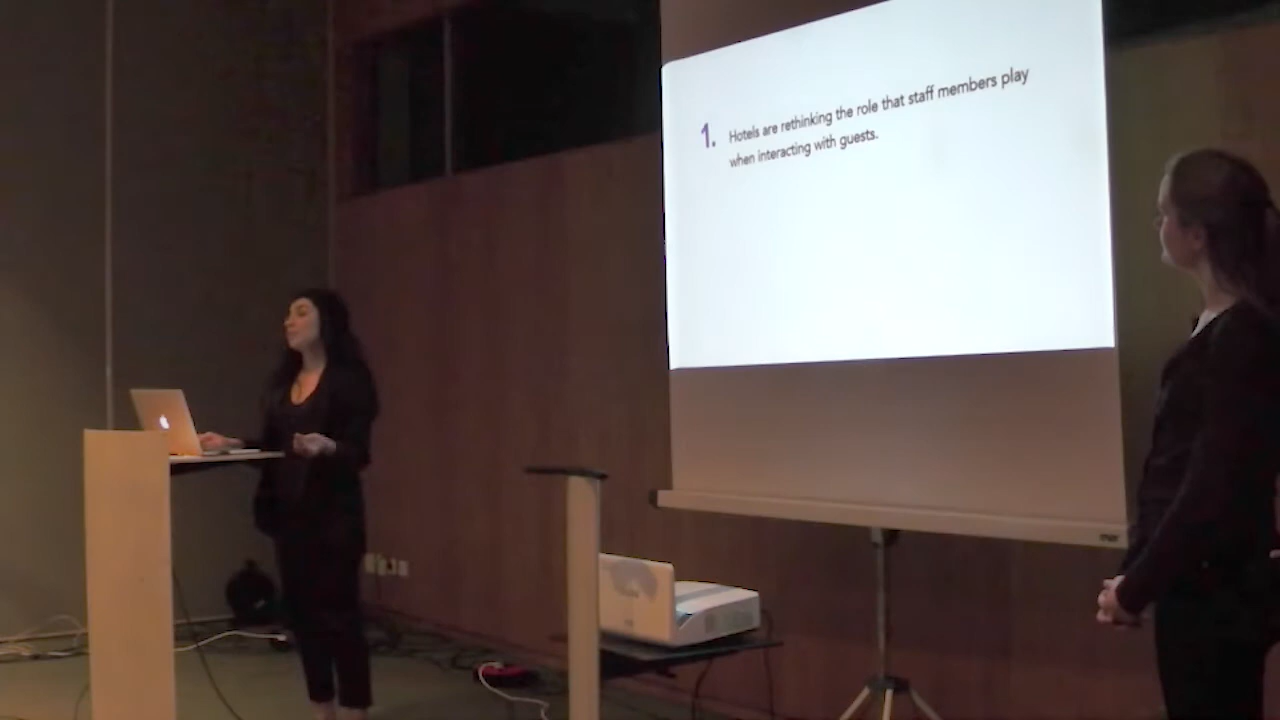 1. Hotels are rethinking the role that staff members play
when interacting with guests.